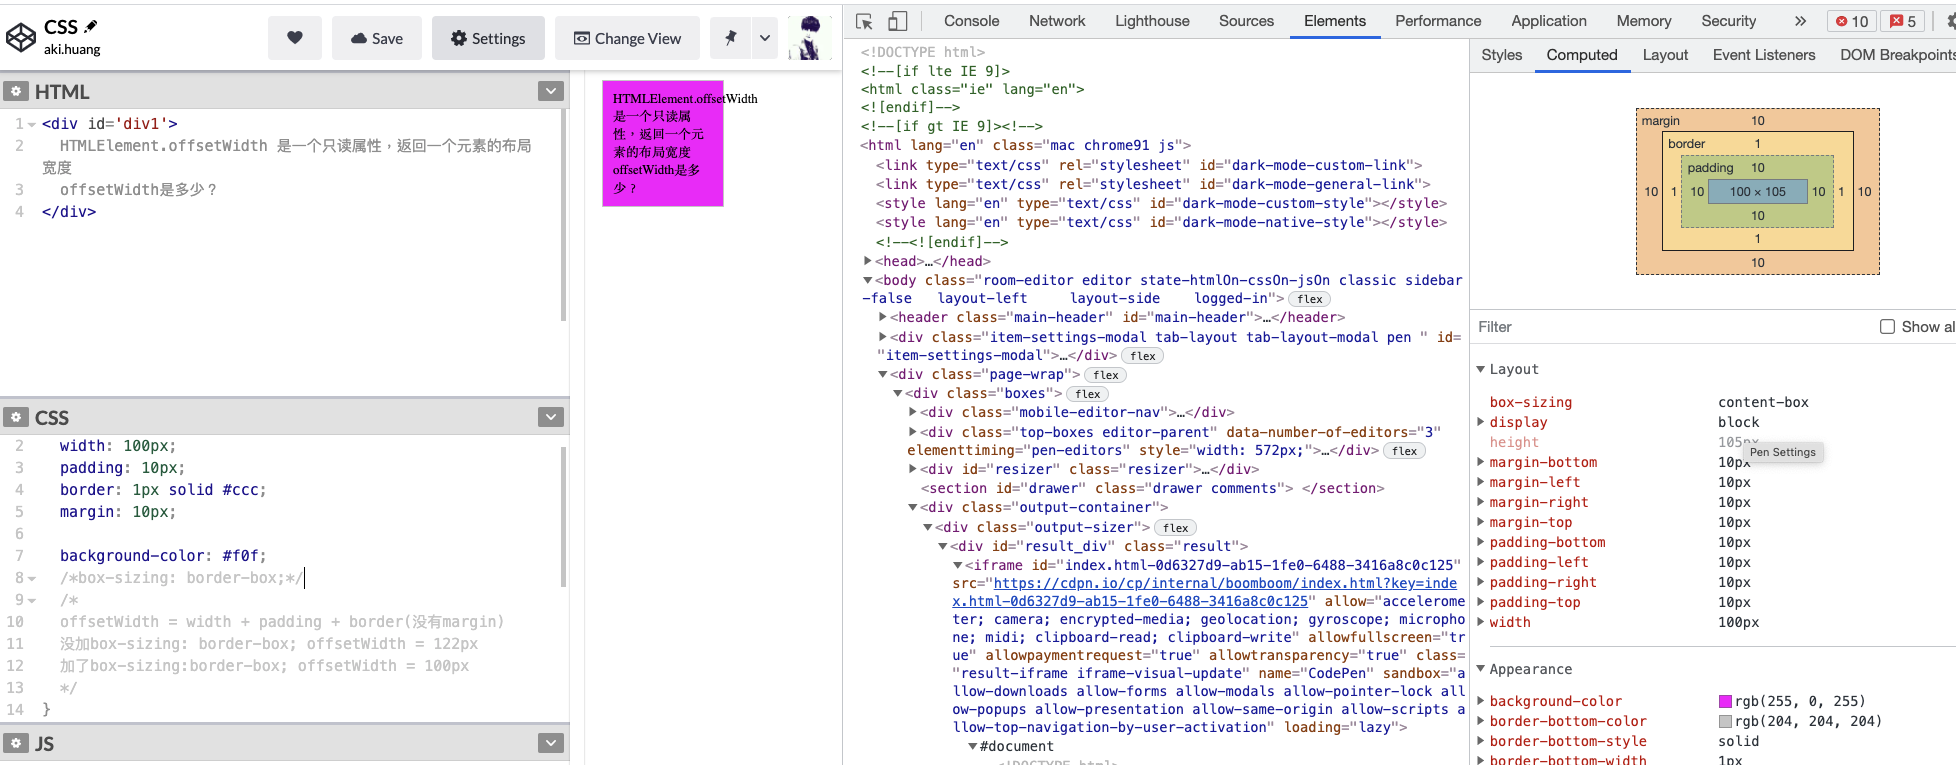 CSS
aki.huang
Save
Settings
Change View
HTML
1 <div id='div1'>
2 HTMLElement.offsetWidth 是一个只读属性，返回一个元素的布局
宽度
3 offsetWidth是多少？
4 </div>
CSS
2 width: 100px;
3 padding: 10px;
4 border: 1px solid #ccc;
5 margin: 10px;
6
7 background-color: #f0f;
8 /*box-sizing: border-box;*/
9 /*
10 offsetWidth = width + padding + border(没有margin)
11 没加box-sizing: border-box; offsetWidth = 122px
12 加了box-sizing:border-box; offsetWidth = 100px
13 */
14 }
JS
HTMLElement.offsetWidth
是一个只读属
性，返回一个元
素的布局宽度
offsetWidth是多
少？
Console Network Lighthouse Sources Elements Performance Application Memory Security » 10 5
<!DOCTYPE html>
<!--[if lte IE 9]>
<html class="ie" lang="en">
<![endif]-->
<!--[if gt IE 9]><!-->
<html lang="en" class="mac chrome91 js">
<link type="text/css" rel="stylesheet" id="dark-mode-custom-link">
<link type="text/css" rel="stylesheet" id="dark-mode-general-link">
<style lang="en" type="text/css" id="dark-mode-custom-style"></style>
<style lang="en" type="text/css" id="dark-mode-native-style"></style>
<!--<![endif]-->
<head>…</head>
<body class="room-editor editor state-htmlOn-cssOn-jsOn classic sidebar
-false layout-left layout-side logged-in"> flex
<header class="main-header" id="main-header">…</header>
<div class="item-settings-modal tab-layout tab-layout-modal pen " id=
"item-settings-modal">…</div> flex
<div class="page-wrap"> flex
<div class="boxes"> flex
<div class="mobile-editor-nav">…</div>
<div class="top-boxes editor-parent" data-number-of-editors="3"
elementtiming="pen-editors" style="width: 572px;">…</div> flex
<div id="resizer" class="resizer">…</div>
<section id="drawer" class="drawer comments"> </section>
<div class="output-container">
<div class="output-sizer"> flex
<div id="result_div" class="result">
<iframe id="index.html-0d6327d9-ab15-1fe0-6488-3416a8c0c125"
src="https://cdpn.io/cp/internal/boomboom/index.html?key=inde
x.html-0d6327d9-ab15-1fe0-6488-3416a8c0c125" allow="accelerome
ter; camera; encrypted-media; geolocation; gyroscope; micropho
ne; midi; clipboard-read; clipboard-write" allowfullscreen="tr
ue" allowpaymentrequest="true" allowtransparency="true" class=
"result-iframe iframe-visual-update" name="CodePen" sandbox="a
llow-downloads allow-forms allow-modals allow-pointer-lock all
ow-popups allow-presentation allow-same-origin allow-scripts a
llow-top-navigation-by-user-activation" loading="lazy">
#document
<!DOCTYPE html>
Styles Computed Layout Event Listeners DOM Breakpoints
margin 10
border 1
padding 10
10 1 10 100 × 105 10 1 10
10
1
10
Filter Show al
Layout
box-sizing content-box
display block
height 105px
Pen Settings
margin-bottom 10px
margin-left 10px
margin-right 10px
margin-top 10px
padding-bottom 10px
padding-left 10px
padding-right 10px
padding-top 10px
width 100px
Appearance
background-color rgb(255, 0, 255)
border-bottom-color rgb(204, 204, 204)
border-bottom-style solid
border-bottom-width 1px